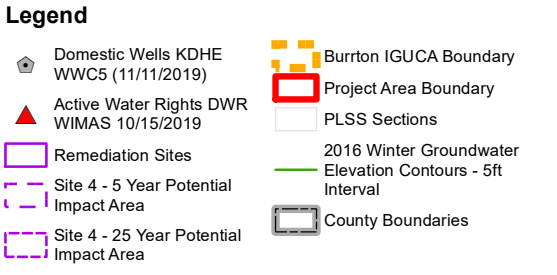 Legend
Domestic Wells KDHE
WWC5 (11/11/2019)
Active Water Rights DWR
WIMAS 10/15/2019
Remediation Sites
Site 4 - 5 Year Potential
Impact Area
Site 4 - 25 Year Potential
Impact Area
Burrton IGUCA Boundary
Project Area Boundary
PLSS Sections
2016 Winter Groundwater
Elevation Contours - 5ft
Interval
County Boundaries